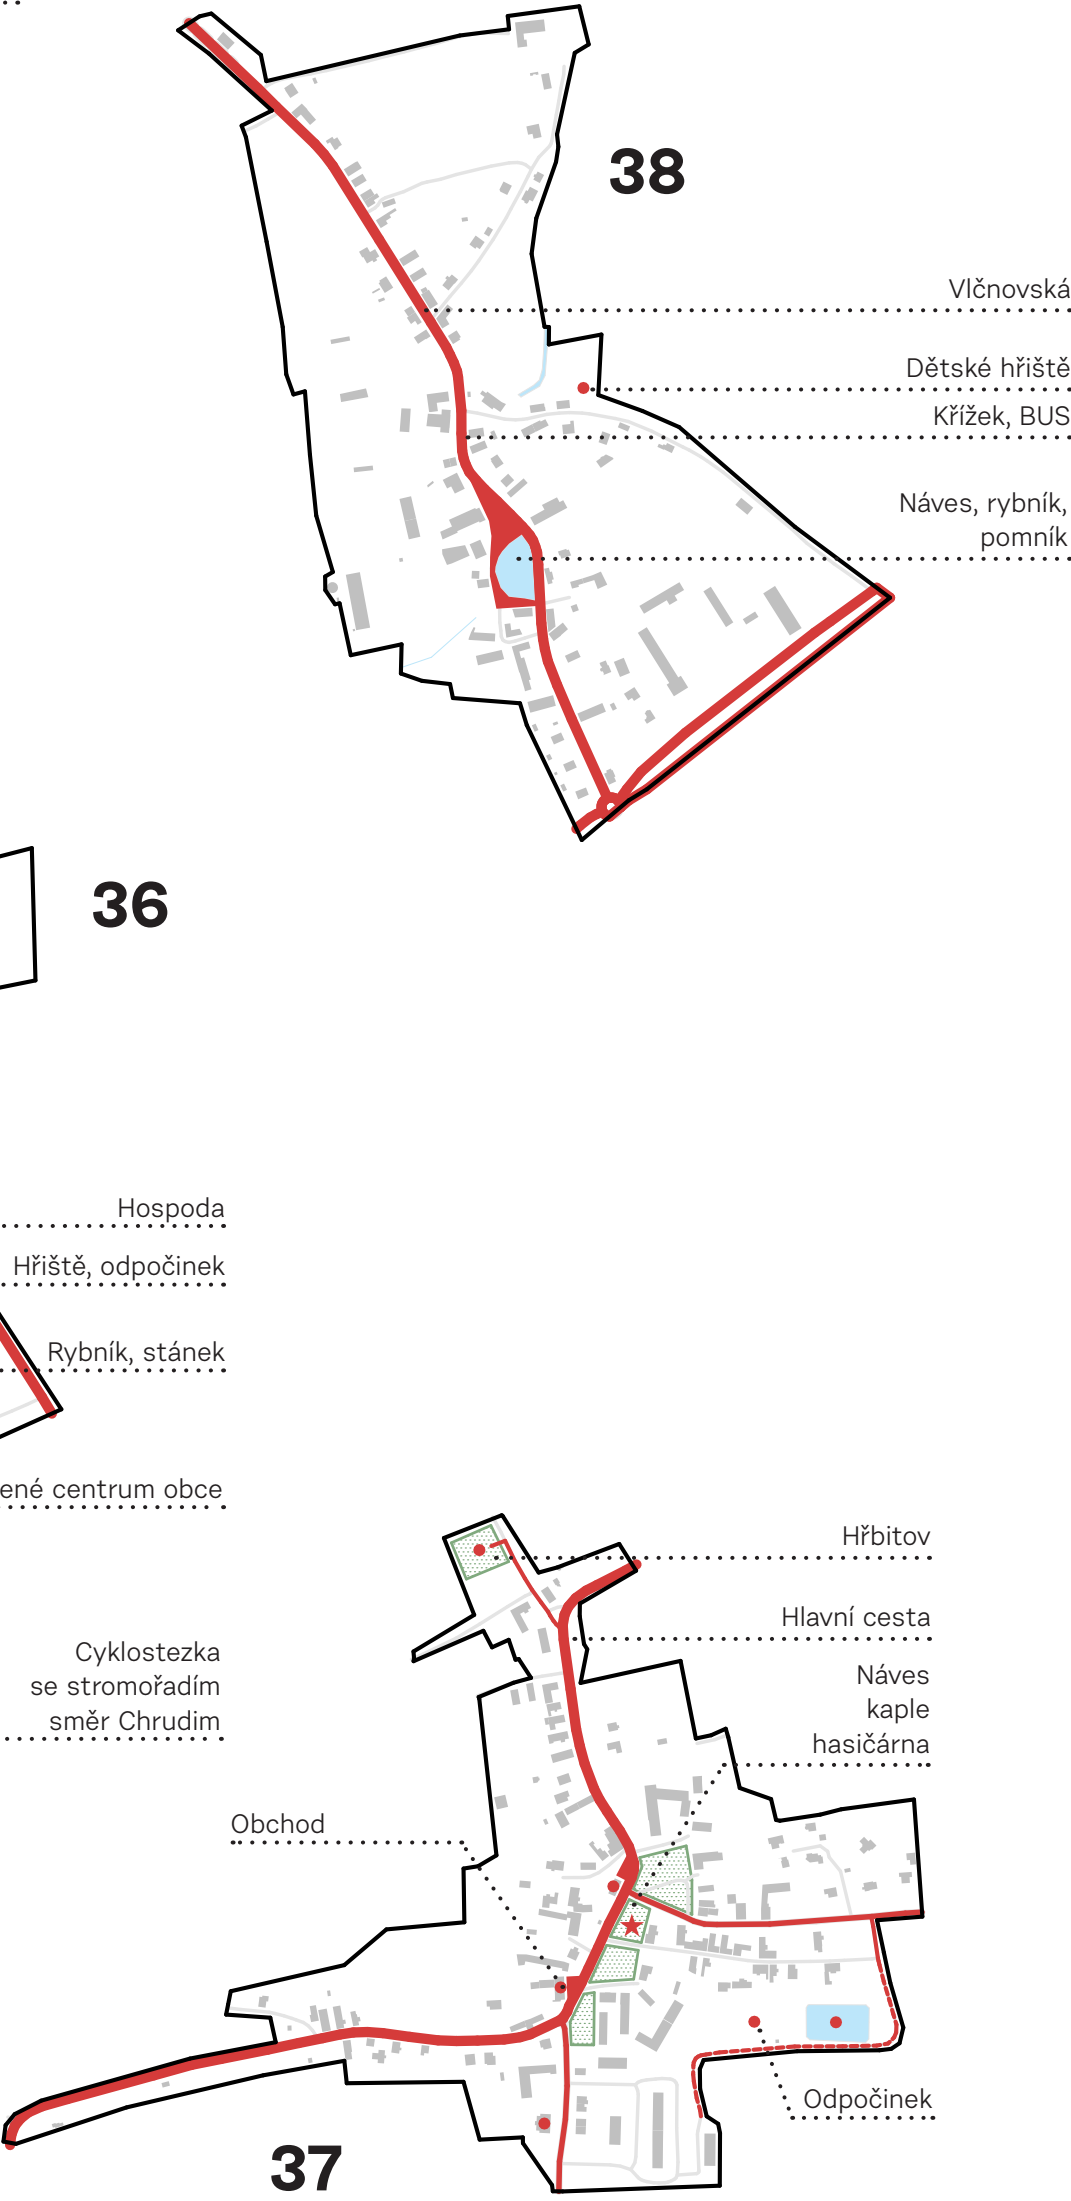 38
Vlčnovská
Dětské hřiště
Křížek, BUS
Náves, rybník,
pomník
36
Hospoda
Hřiště, odpočinek
Rybník, stánek
ené centrum obce
Hřbitov
Hlavní cesta
Cyklostezka
se stromořadím
směr Chrudim
Náves
kaple
hasičárna
Obchod
Odpočinek
37